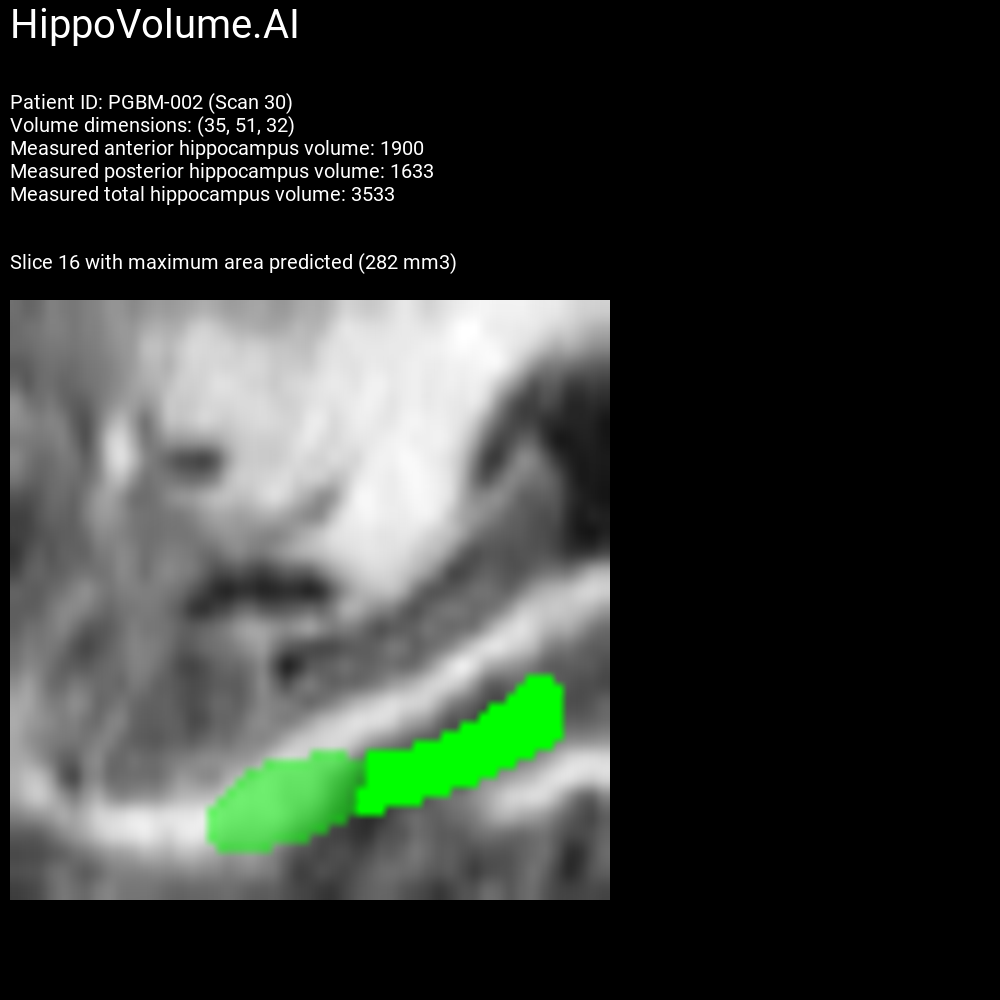 HippoVolume.AI
Patient ID: PGBM-002 (Scan 30)
Volume dimensions: (35, 51, 32)
Measured anterior hippocampus volume: 1900
Measured posterior hippocampus volume: 1633
Measured total hippocampus volume: 3533
Slice 16 with maximum area predicted (282 mm3)